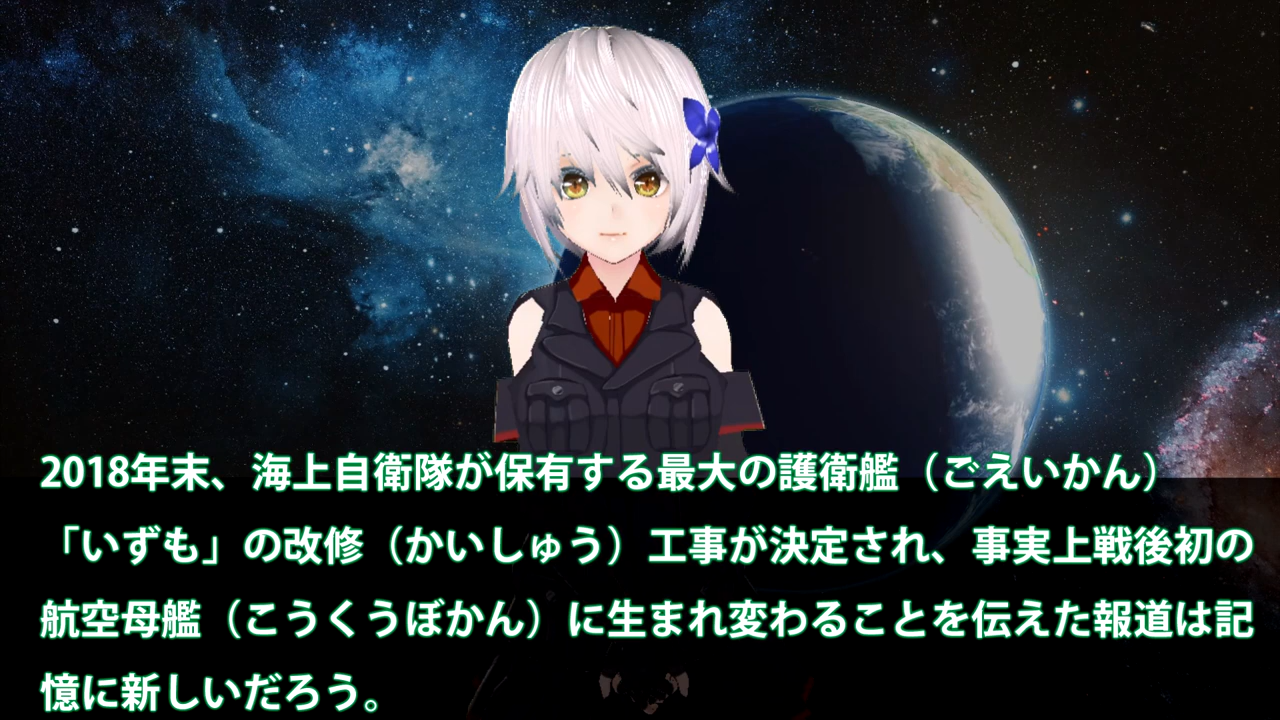 2018年末、海上自衛隊が保有する最大の護衛艦（ごえいかん）
「いずも」の改修（かいしゅう）工事が決定され、事実上戦後初の
航空母艦（こうくうぼかん）に生まれ変わることを伝えた報道は記
憶に新しいだろう。